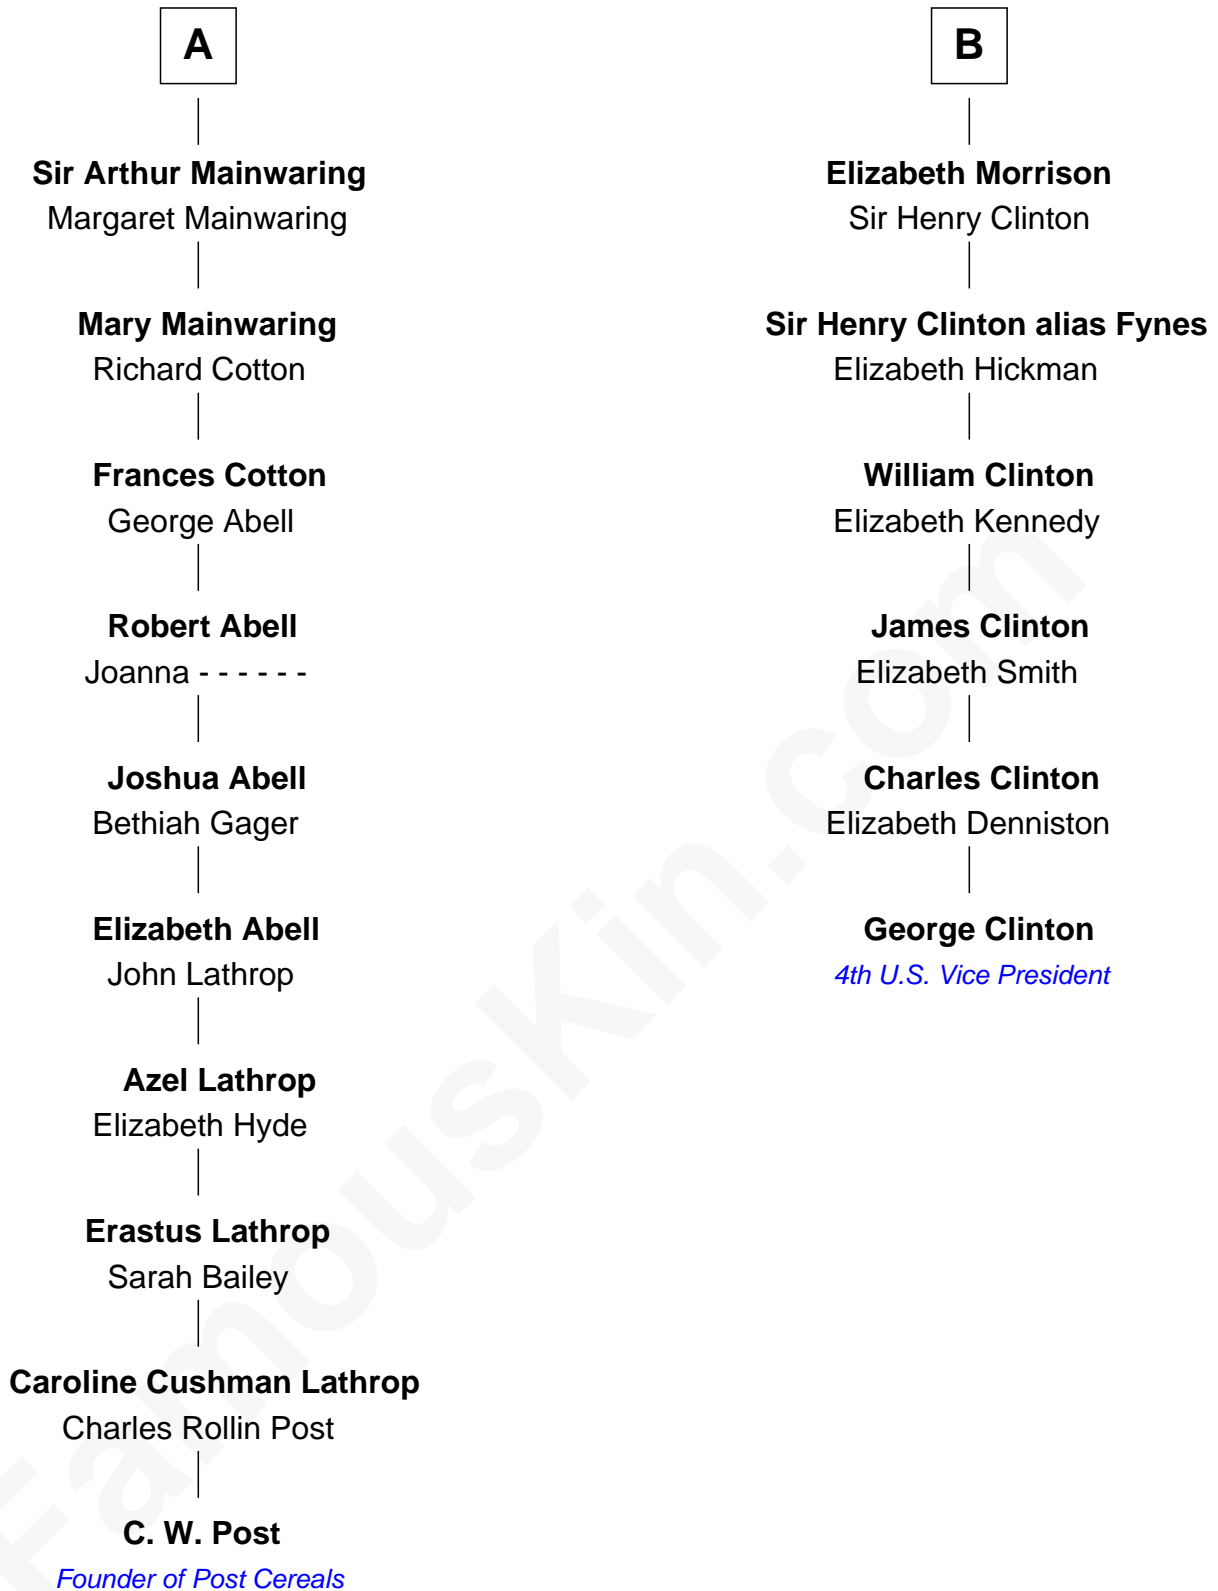 A
Sir Arthur Mainwaring
Margaret Mainwaring
Mary Mainwaring
Richard Cotton
Frances Cotton
George Abell
Robert Abell
Joanna - - - - - -
Joshua Abell
Bethiah Gager
Elizabeth Abell
John Lathrop
Azel Lathrop
Elizabeth Hyde
Erastus Lathrop
Sarah Bailey
Caroline Cushman Lathrop
Charles Rollin Post
C. W. Post
Founder of Post Cereals
B
Elizabeth Morrison
Sir Henry Clinton
Sir Henry Clinton alias Fynes
Elizabeth Hickman
William Clinton
Elizabeth Kennedy
James Clinton
Elizabeth Smith
Charles Clinton
Elizabeth Denniston
George Clinton
4th U.S. Vice President
FamousKin.com